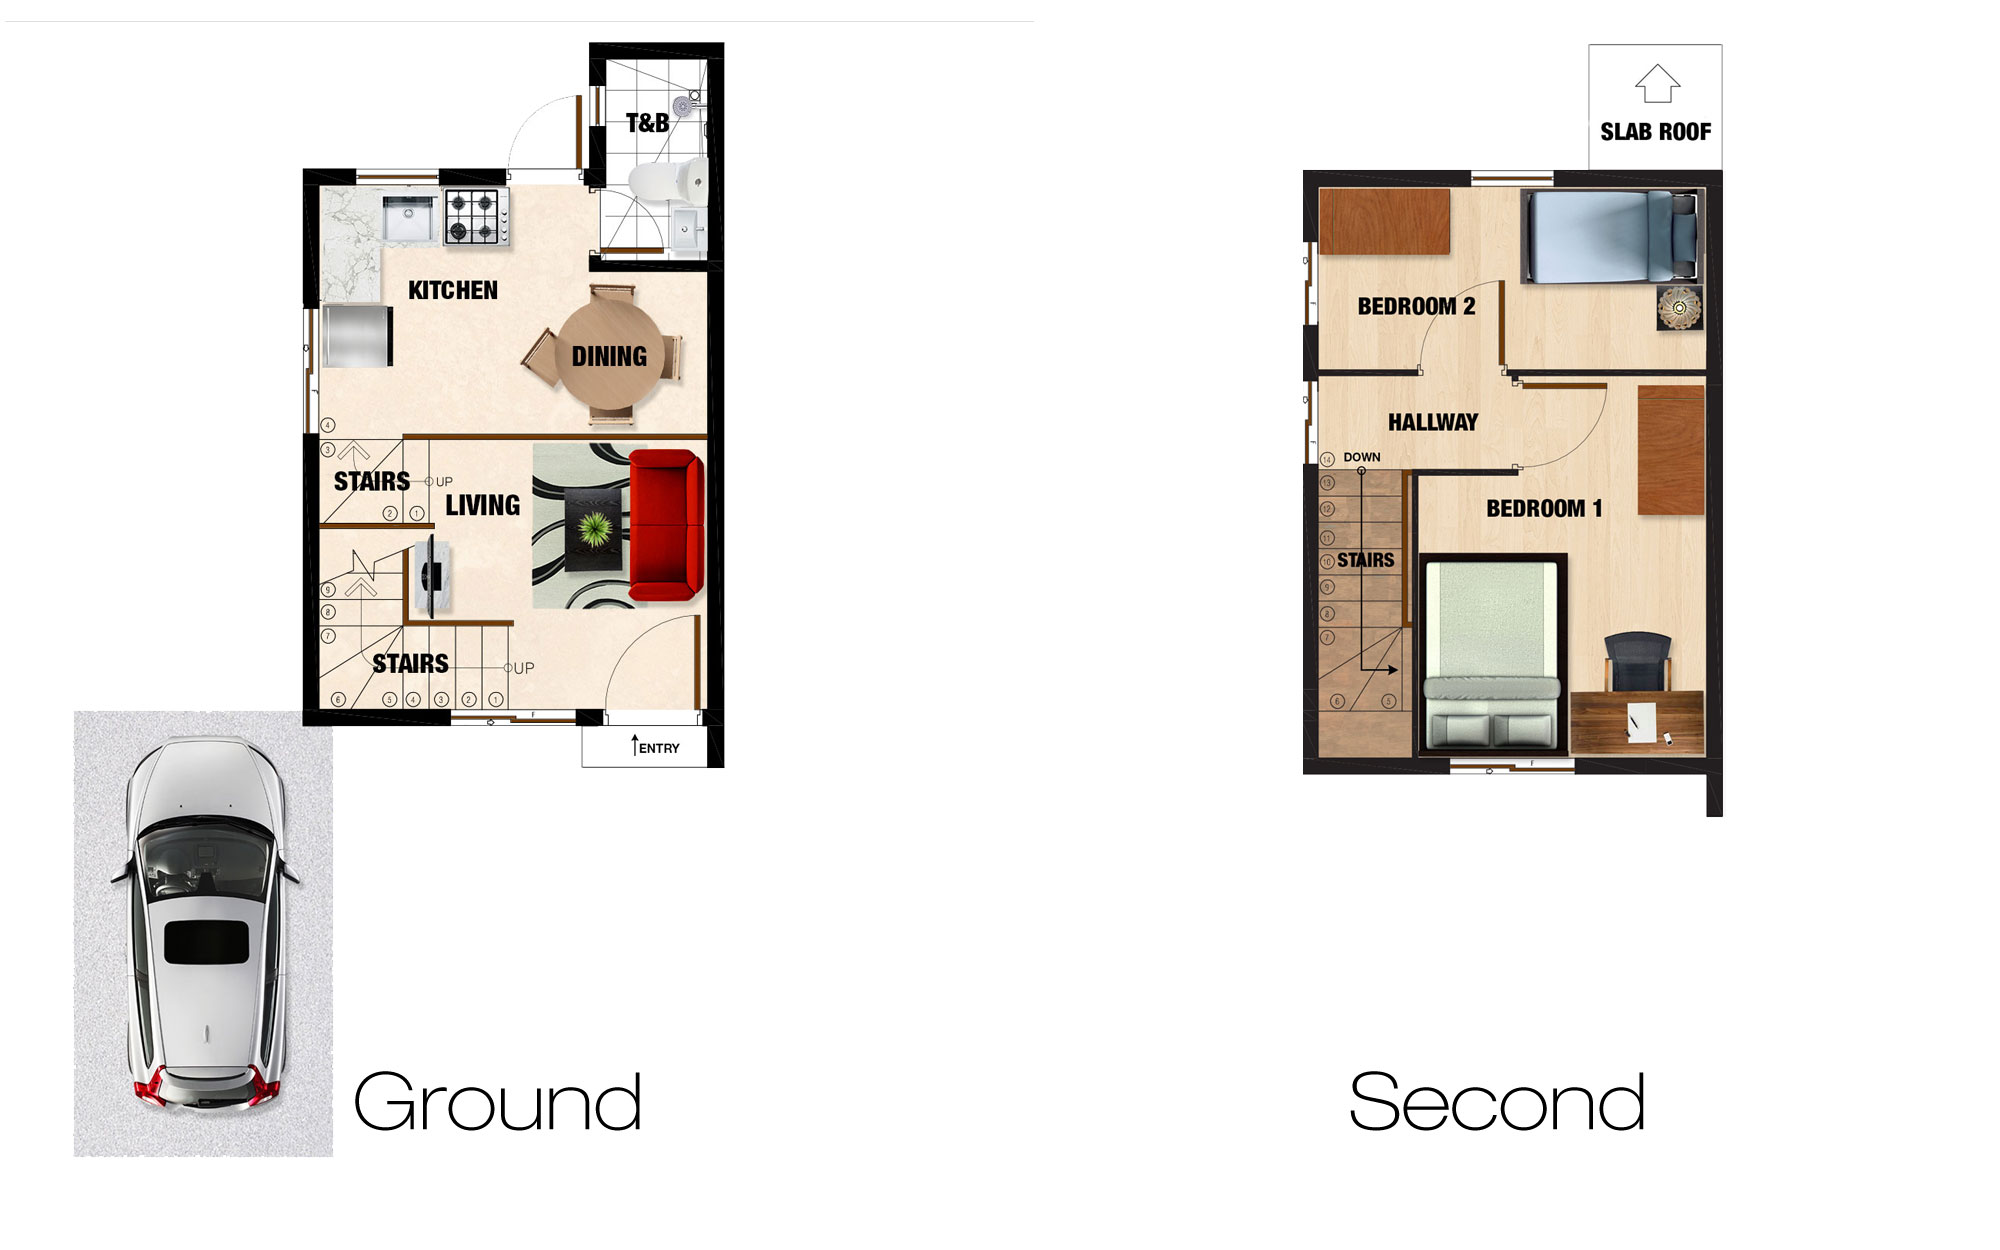 T&B
KITCHEN
DINING
4
3
STAIRS
UP
2
1
LIVING
9
8
7
STAIRS
UP
6
5
4
3
2
1
F
F
ENTRY
Ground
SLAB ROOF
BEDROOM 2
F
HALLWAY
F
14
DOWN
13
12
11
10
STAIRS
9
8
7
6
5
BEDROOM 1
F
Second